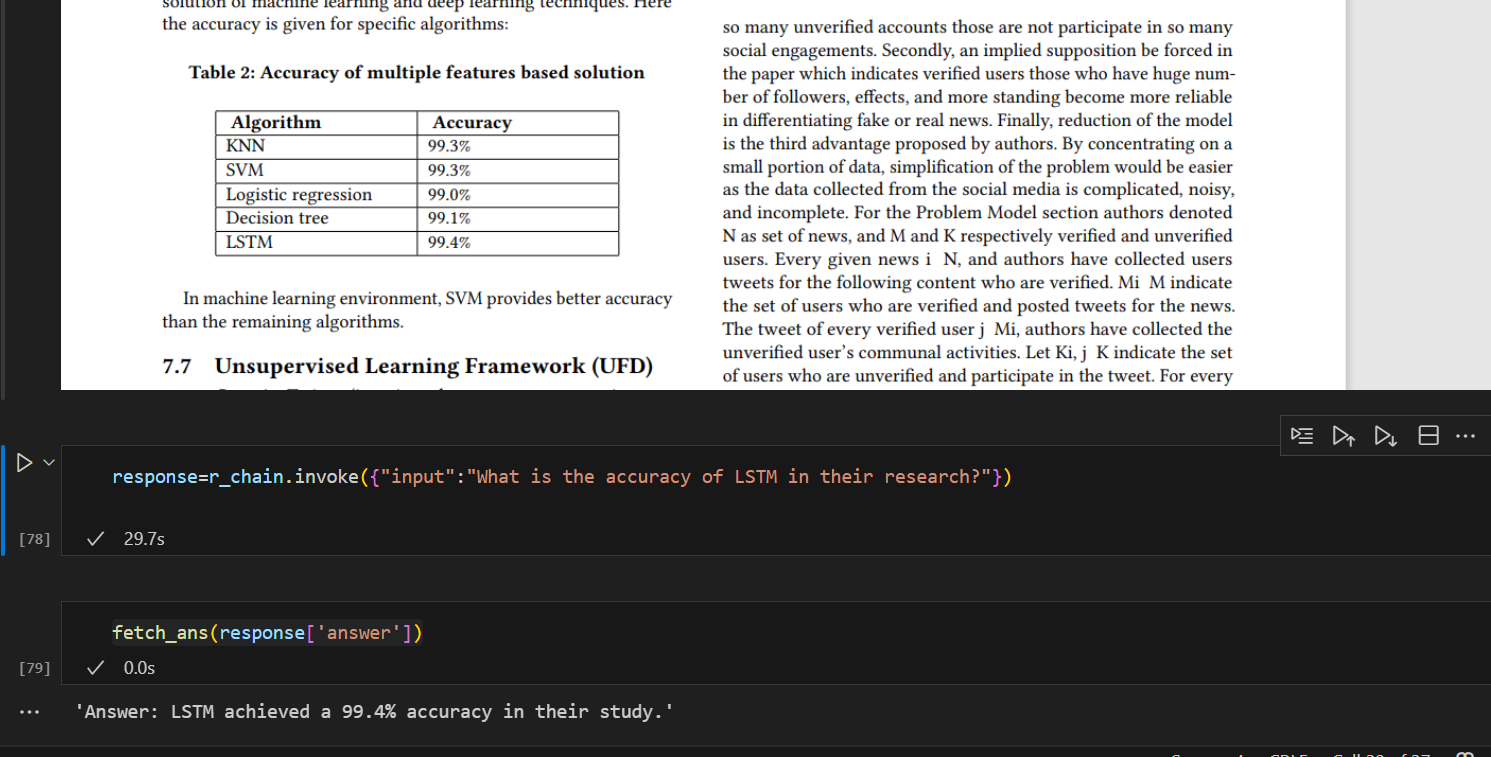 solution of machine learning and deep learning techniques. Here
the accuracy is given for specific algorithms:
Table 2: Accuracy of multiple features based solution
Algorithm Accuracy
KNN 99.3%
SVM 99.3%
Logistic regression 99.0%
Decision tree 99.1%
LSTM 99.4%
In machine learning environment, SVM provides better accuracy
than the remaining algorithms.
7.7 Unsupervised Learning Framework (UFD)
so many unverified accounts those are not participate in so many
social engagements. Secondly, an implied supposition be forced in
the paper which indicates verified users those who have huge num-
ber of followers, effects, and more standing become more reliable
in differentiating fake or real news. Finally, reduction of the model
is the third advantage proposed by authors. By concentrating on a
small portion of data, simplification of the problem would be easier
as the data collected from the social media is complicated, noisy,
and incomplete. For the Problem Model section authors denoted
N as set of news, and M and K respectively verified and unverified
users. Every given news i N, and authors have collected users
tweets for the following content who are verified. Mi M indicate
the set of users who are verified and posted tweets for the news.
The tweet of every verified user j Mi, authors have collected the
unverified user's communal activities. Let Ki, j K indicate the set
of users who are unverified and participate in the tweet. For every
response=r_chain.invoke({"input":"What is the accuracy of LSTM in their research?"})
[78] 29.7s
fetch_ans(response['answer'])
[79] 0.0s
... 'Answer: LSTM achieved a 99.4% accuracy in their study.'